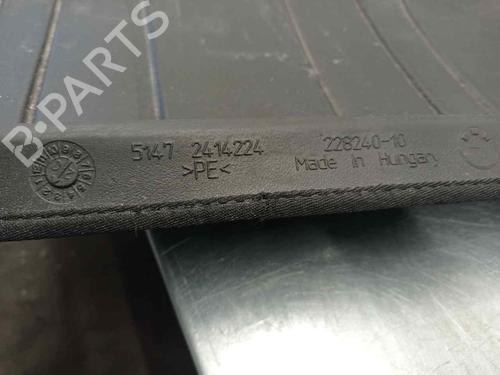 B-PARTS
5147 2414224
>PE<
228240-10
Made in Hungary